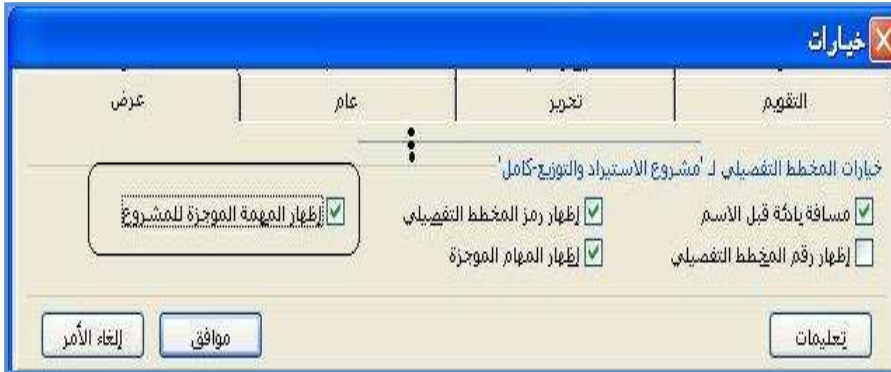 خيارات
التقويم تحرير عام عرض
خيارات المخطط التفصيلي لـ 'مشروع الاستيراد والتوزيع-كامل'
مسافة بادئة قبل الاسم إظهار رمز المخطط التفصيلي إظهار المهمة الموجزة للمشروع
إظهار رقم المخطط التفصيلي إظهار المهام الموجزة
تعليمات موافق إلغاء الأمر